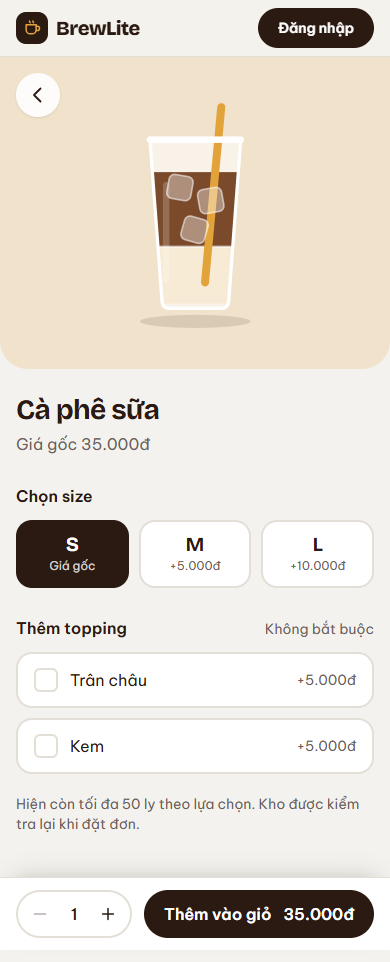 BrewLite
Đăng nhập
Cà phê sữa
Giá gốc 35.000đ
Chọn size
S
Giá gốc
M
+5.000đ
L
+10.000đ
Thêm topping
Không bắt buộc
Trân châu
+5.000đ
Kem
+5.000đ
Hiện còn tối đa 50 ly theo lựa chọn. Kho được kiểm
tra lại khi đặt đơn.
1
Thêm vào giỏ 35.000đ